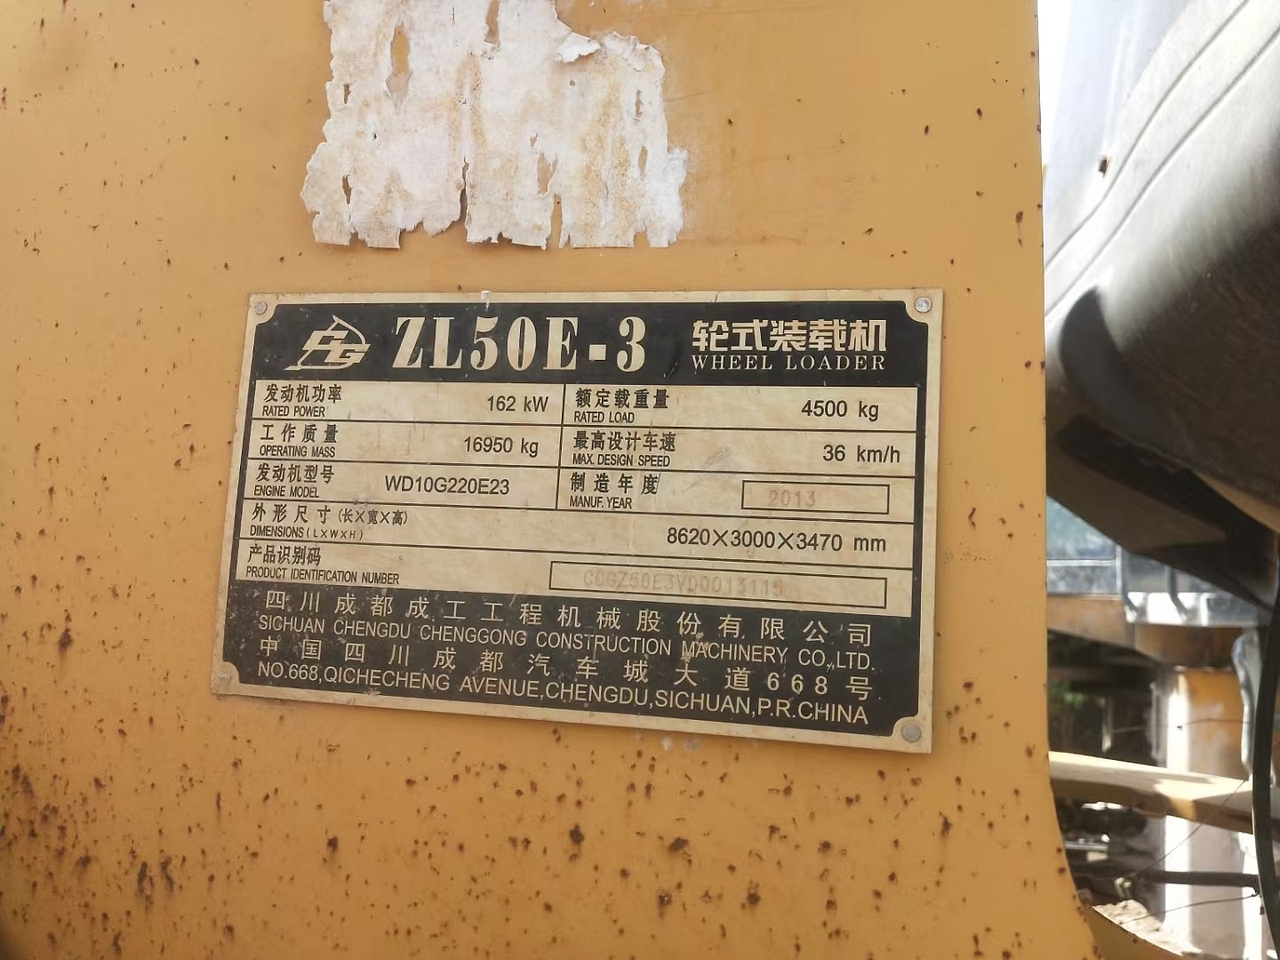 ZL50E-3 轮式装载机
WHEEL LOADER
发动机功率 162 kW 额定载重量 4500 kg
RATED POWER RATED LOAD
工作质量 16950 kg 最高设计车速 36 km/h
OPERATING MASS MAX. DESIGN SPEED
发动机型号 WD10G220E23 制造年度 2013
ENGINE MODEL MANUF. YEAR
外形尺寸(长×宽×高) 8620×3000×3470 mm
DIMENSIONS(L×W×H)
产品识别码
PRODUCT IDENTIFICATION NUMBER
四川成都成工工程机械股份有限公司
SICHUAN CHENGDU CHENGGONG CONSTRUCTION MACHINERY CO.,LTD.
中国四川成都汽车城大道668号
NO.668,QICHECHENG AVENUE,CHENGDU,SICHUAN,P.R.CHINA